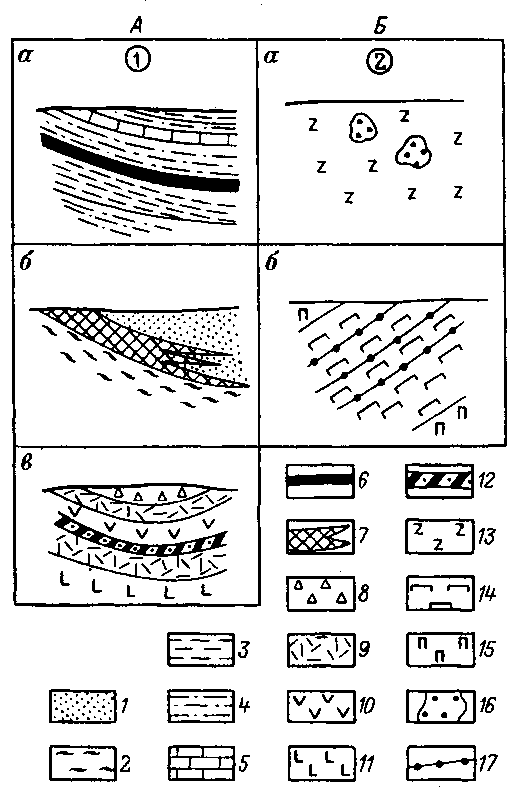 А Б
а ① а ②
z z
z z z
z z z
б б
П
П
П
в
V V V V
L L L L L
6 12
7 13
z z
z
8 14
3 9 15
П П
П
1 4 10 16
V V V V V
2 5 11 17
L L L L